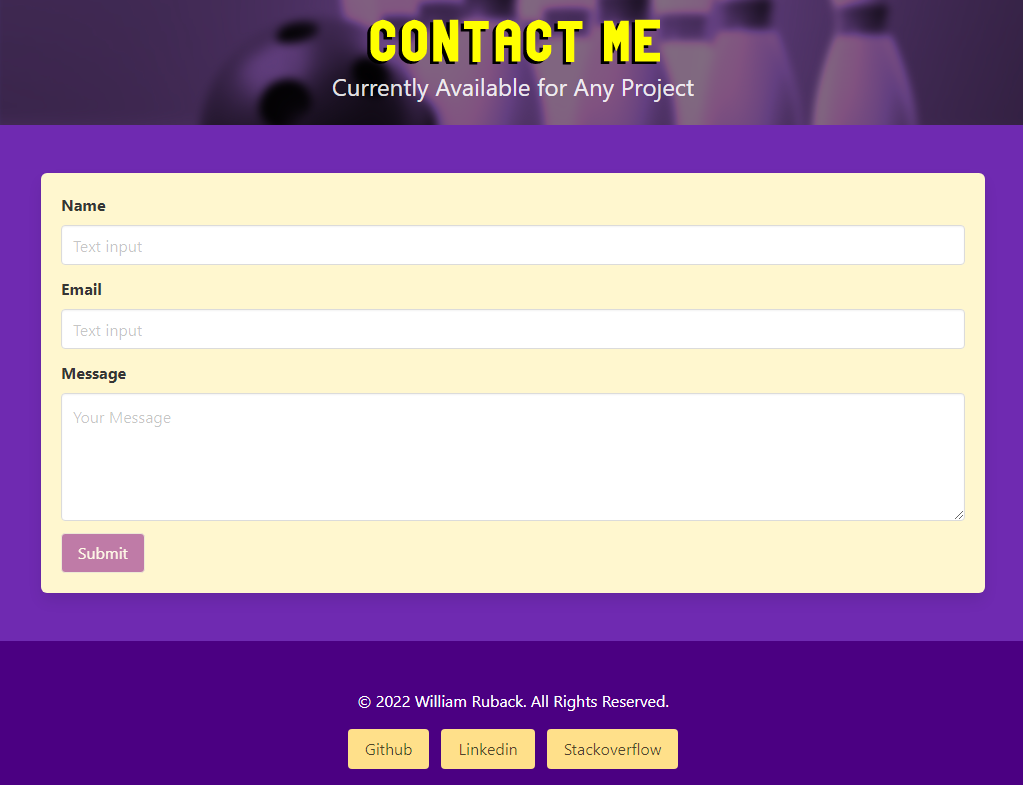 CONTACT ME
Currently Available for Any Project
Name
Text input
Email
Text input
Message
Your Message
Submit
© 2022 William Ruback. All Rights Reserved.
Github Linkedin Stackoverflow